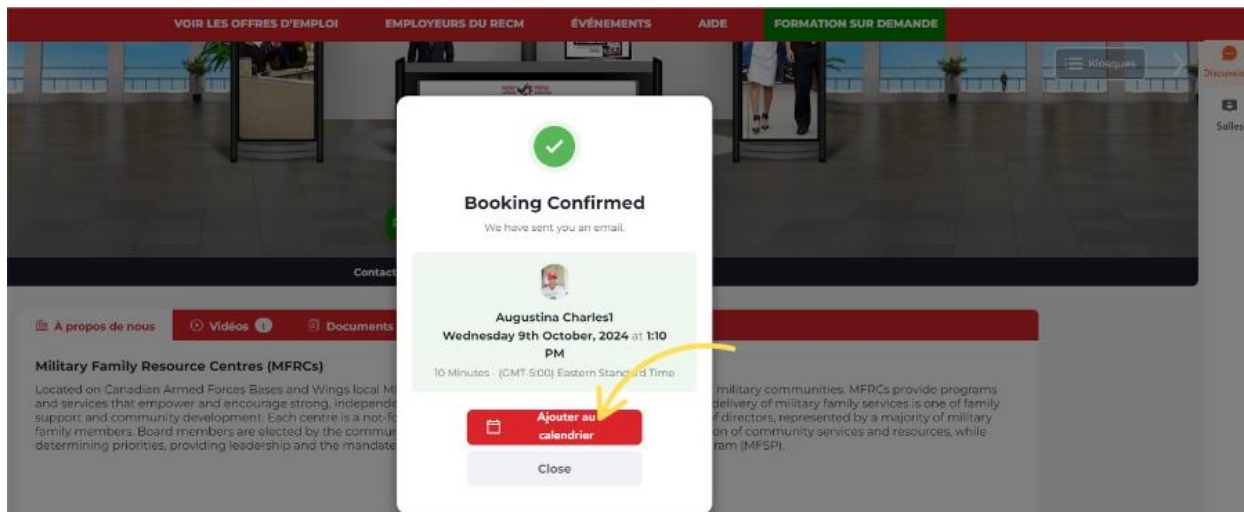 VOIR LES OFFRES D'EMPLOI
EMPLOYEURS DU RECM
ÉVÉNEMENTS
AIDE
FORMATION SUR DEMANDE
Kiosques
Discussio
Salles
Booking Confirmed
We have sent you an email.
Augustina Charles1
Wednesday 9th October, 2024 at 1:10
PM
10 Minutes - (GMT-5:00) Eastern Standard Time
Ajouter au
calendrier
Close
Contact
À propos de nous
Vidéos 1
Documents
Military Family Resource Centres (MFRCs)
Located on Canadian Armed Forces Bases and Wings local M military communities. MFRCs provide programs
and services that empower and encourage strong, independe delivery of military family services is one of family
support and community development. Each centre is a not-fo f directors, represented by a majority of military
family members. Board members are elected by the commun on of community services and resources, while
determining priorities, providing leadership and the mandate ram (MFSP).